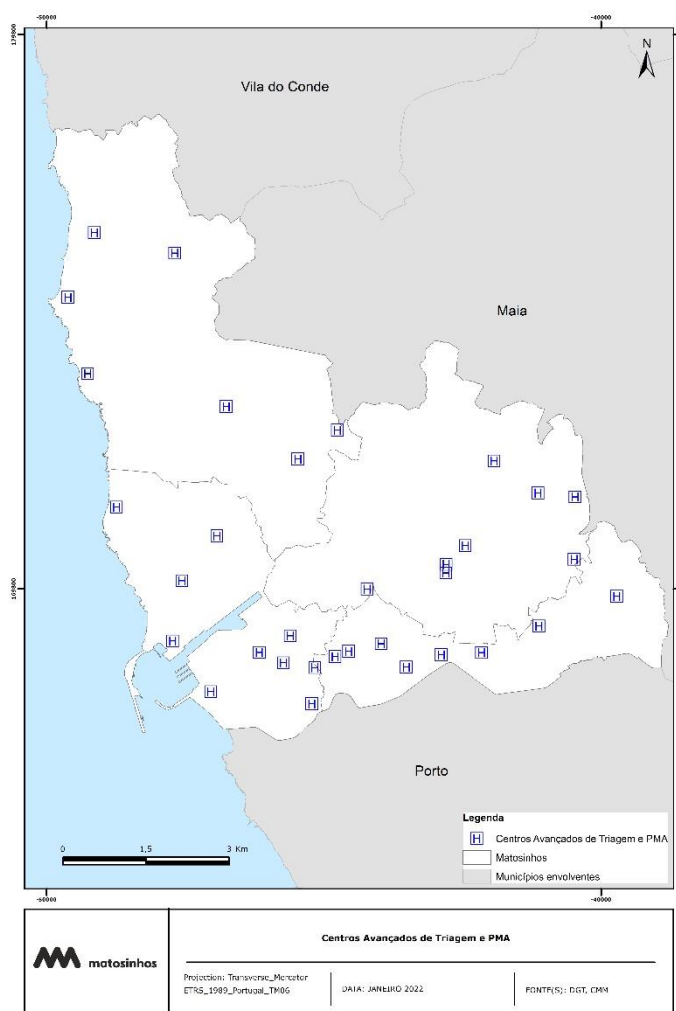 -50000
-40000
179800
N
Vila do Conde
Maia
169800
Porto
Legenda
H Centros Avançados de Triagem e PMA
Matosinhos
Municípios envolventes
0 1,5 3 Km
-50000
-40000
Centros Avançados de Triagem e PMA
matosinhos
Projection: Transverse_Mercator
ETRS_1989_Portugal_TM06
DATA: JANEIRO 2022
FONTE(S): DGT, CMM